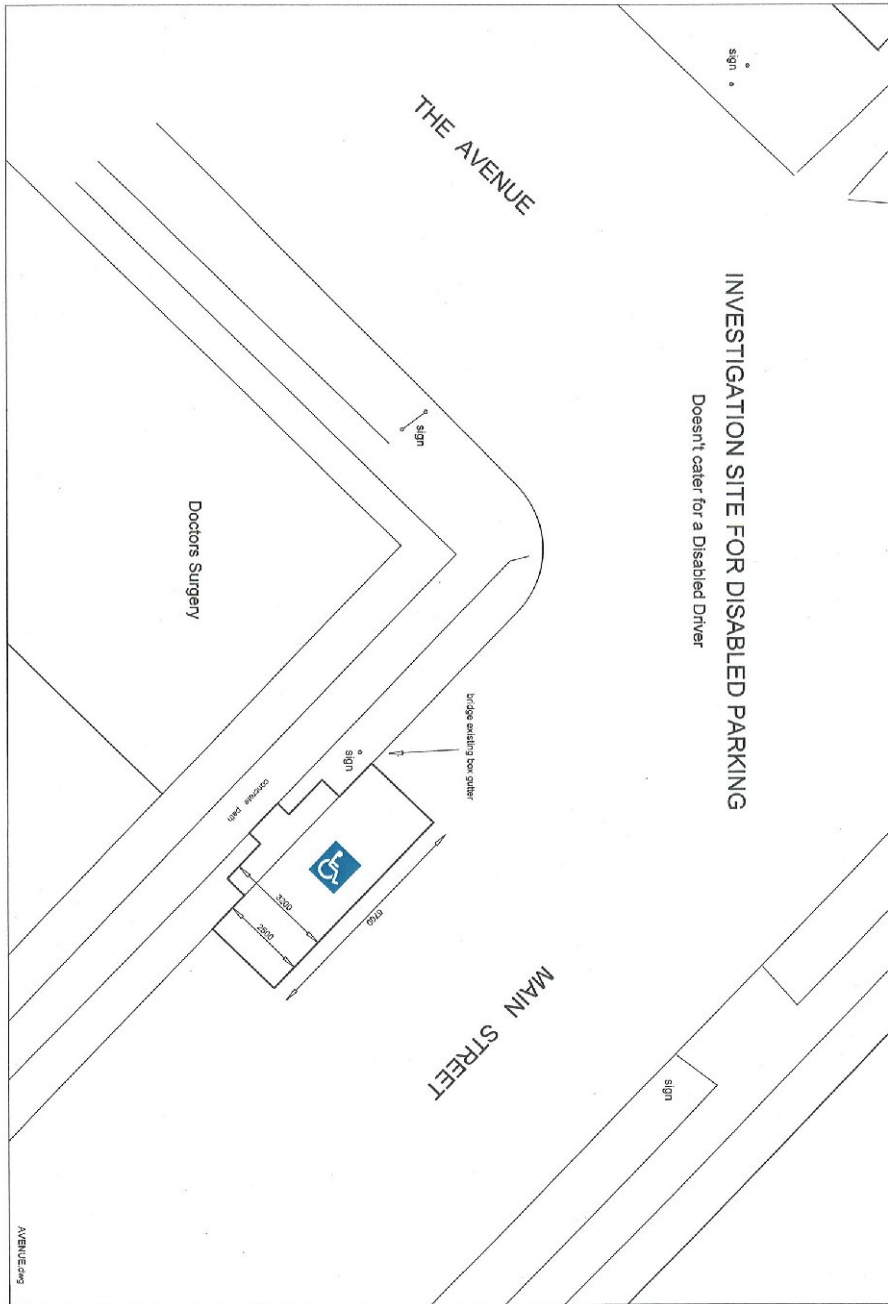 INVESTIGATION SITE FOR DISABLED PARKING
Doesn't cater for a Disabled Driver
sign
THE AVENUE
sign
Doctors Surgery
bridge existing box gutter
sign
concrete path
3200
2600
6700
MAIN STREET
sign
AVENUE.dwg